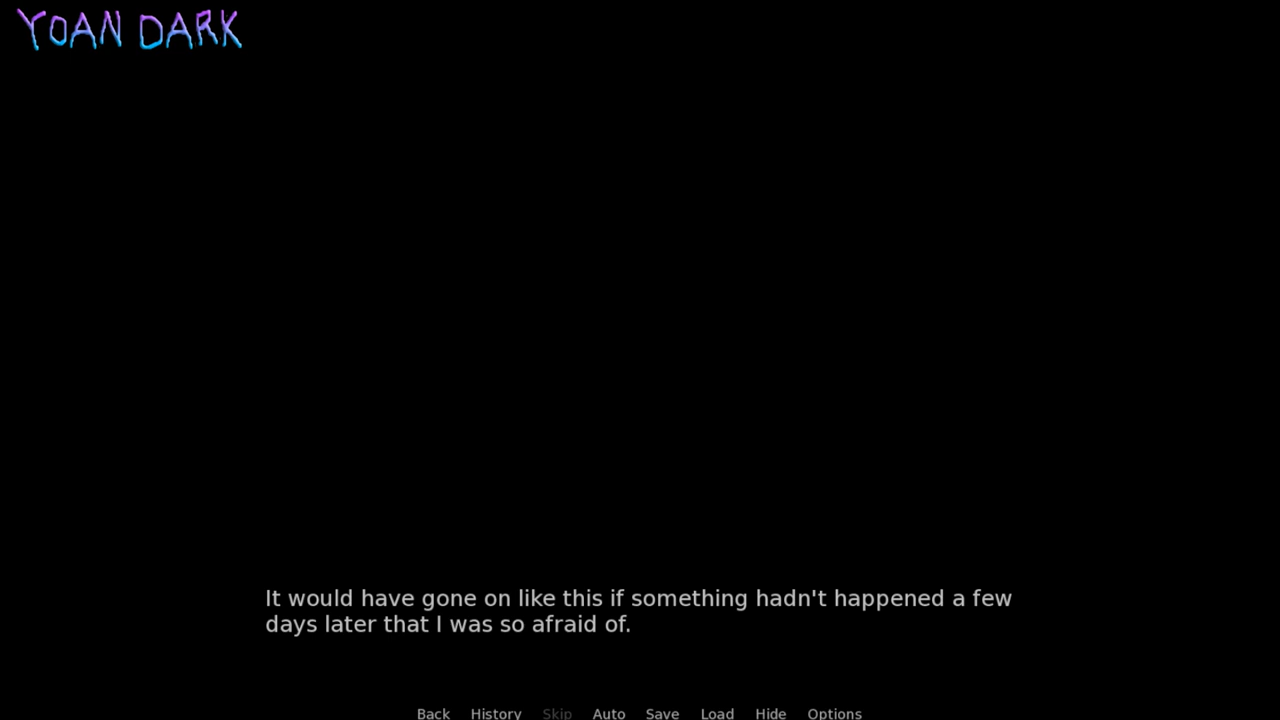 YOAN DARK
It would have gone on like this if something hadn't happened a few
days later that I was so afraid of.
Back History Skip Auto Save Load Hide Options